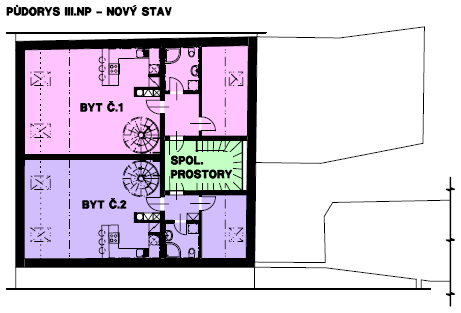 PŮDORYS III.NP – NOVÝ STAV
BYT Č.1
SPOL.
PROSTORY
BYT Č.2